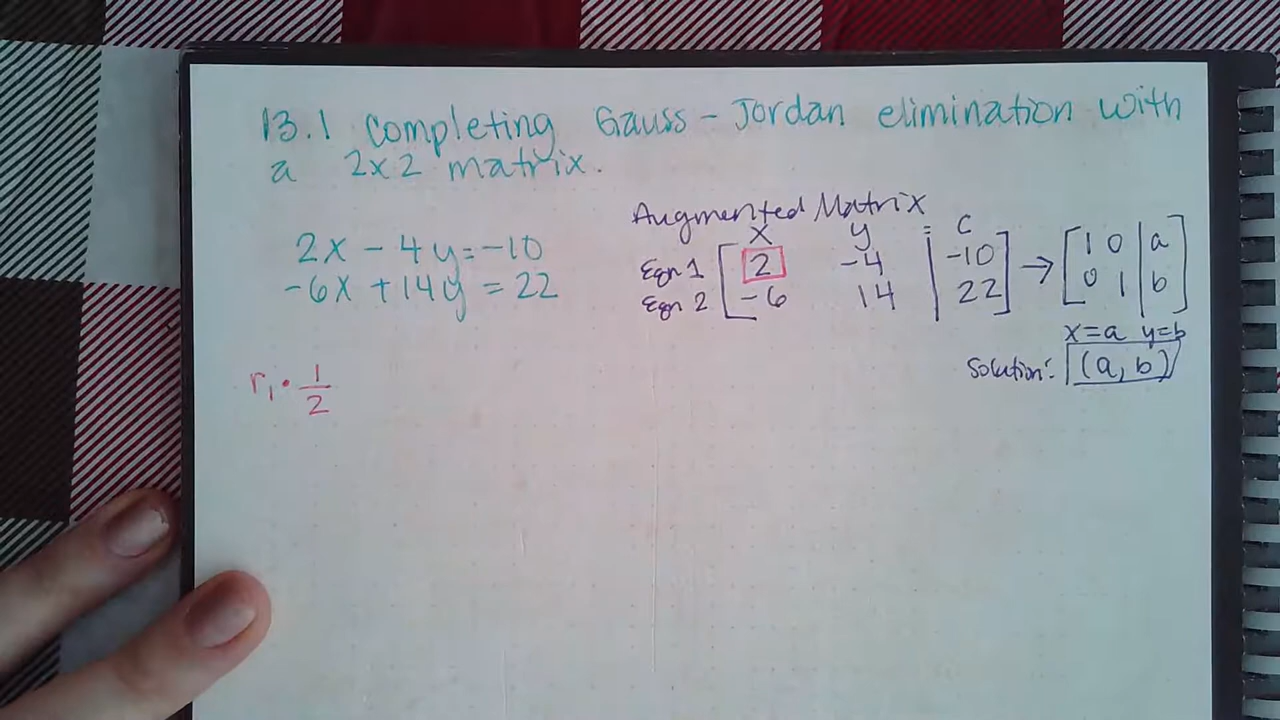 13.1 Completing Gauss-Jordan elimination with
a 2x2 matrix.
2x - 4y = -10
-6x + 14y = 22
Augmented Matrix
x y = c
Eqn 1 [ 2 -4 | -10 ] → [ 1 0 | a ]
Eqn 2 [ -6 14 | 22 ] [ 0 1 | b ]
x=a y=b
Solution: (a, b)
r₁ • 1/2